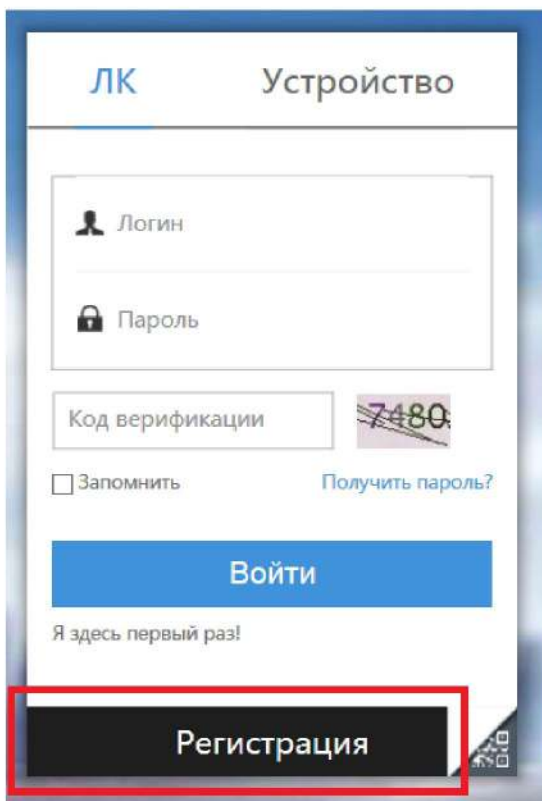 ЛК Устройство
Логин
Пароль
Код верификации 7480
Запомнить Получить пароль?
Войти
Я здесь первый раз!
Регистрация